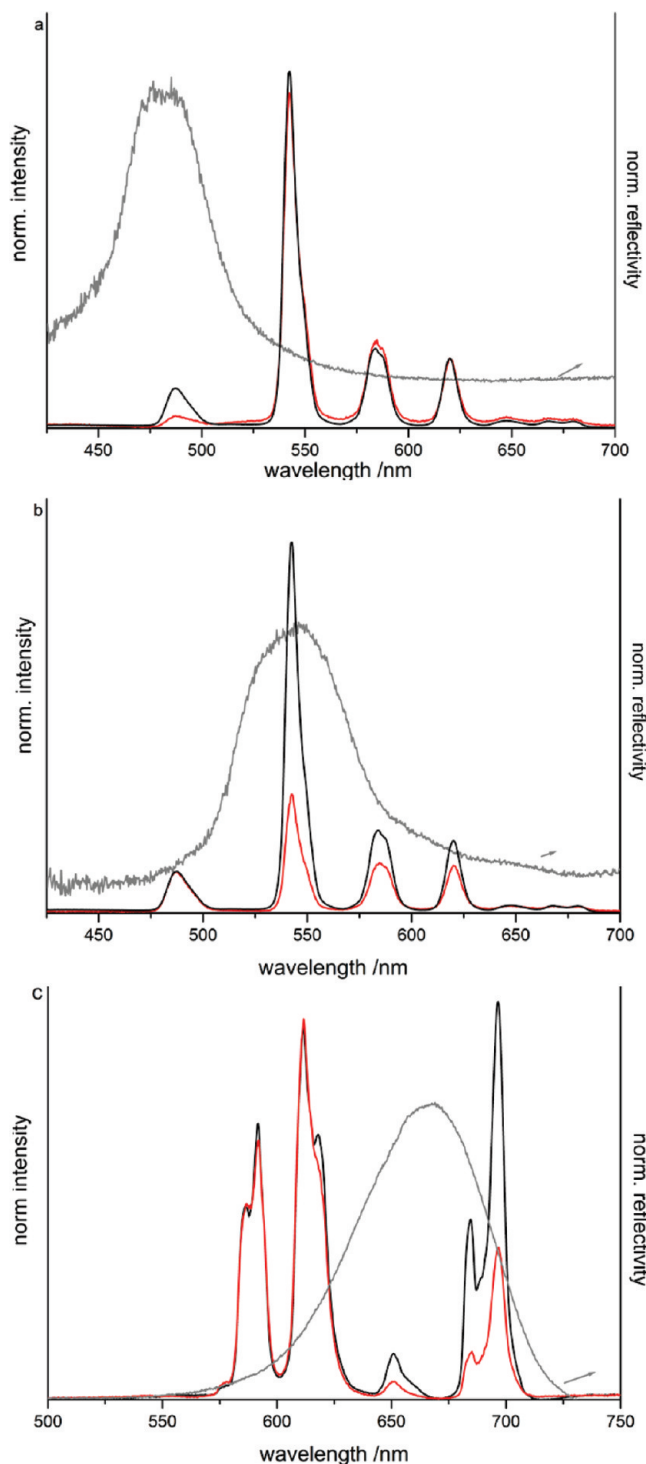 a
norm. intensity
norm. reflectivity
450 500 550 600 650 700
wavelength /nm
b
norm. intensity
norm. reflectivity
450 500 550 600 650 700
wavelength /nm
c
norm intensity
norm. reflectivity
500 550 600 650 700 750
wavelength /nm